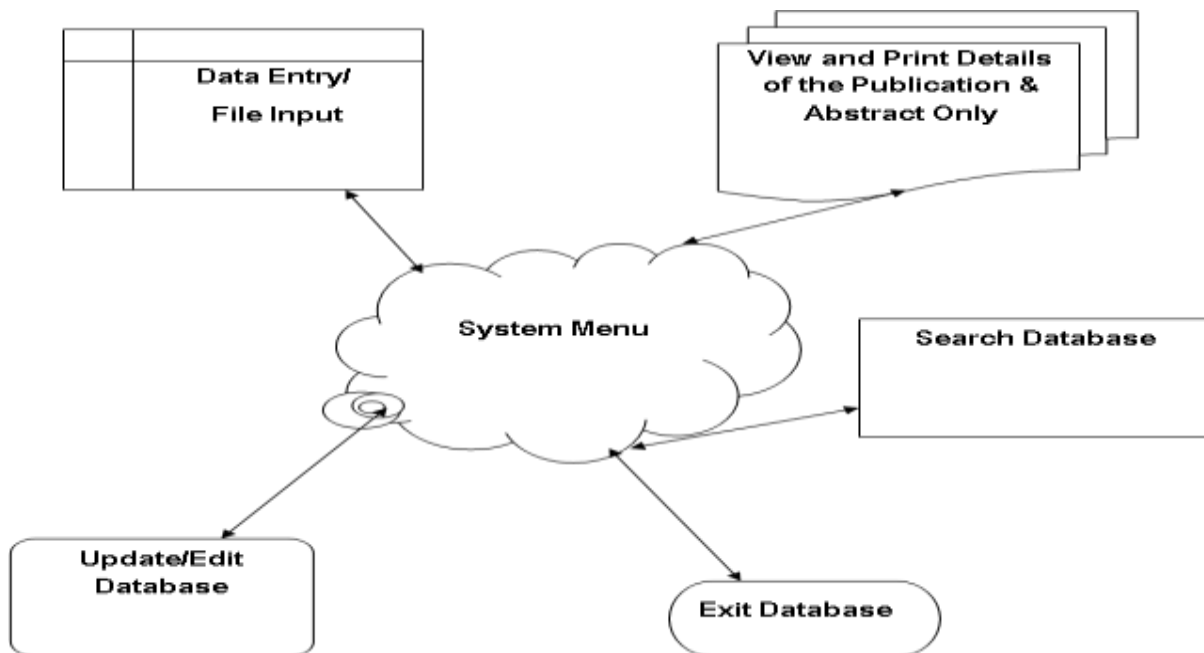 Data Entry/
File Input
View and Print Details
of the Publication &
Abstract Only
System Menu
Search Database
Update/Edit
Database
Exit Database